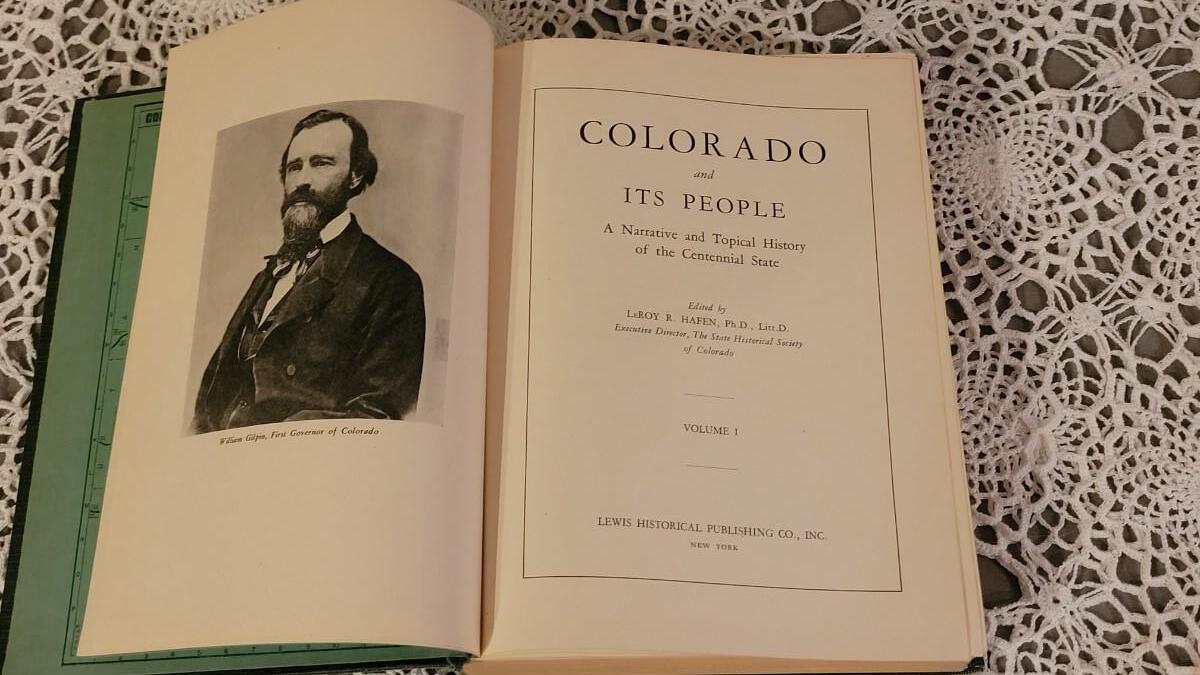 William Gilpin, First Governor of Colorado
COLORADO
and
ITS PEOPLE
A Narrative and Topical History
of the Centennial State
Edited by
LeROY R. HAFEN, Ph.D., Litt.D.
Executive Director, The State Historical Society
of Colorado
VOLUME I
LEWIS HISTORICAL PUBLISHING CO., INC.
NEW YORK